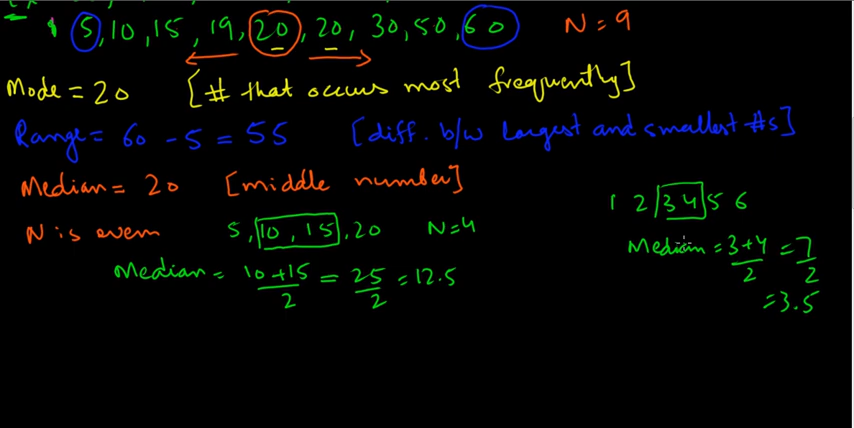 5, 10, 15, 19, 20, 20, 30, 50, 60 N = 9
Mode = 20 [# that occurs most frequently]
Range = 60 - 5 = 55 [diff. b/w largest and smallest #s]
Median = 20 [middle number]
N is even 5, 10, 15, 20 N=4
Median = 10+15/2 = 25/2 = 12.5
1 2 3 4 5 6
Median = 3+4/2 = 7/2
= 3.5